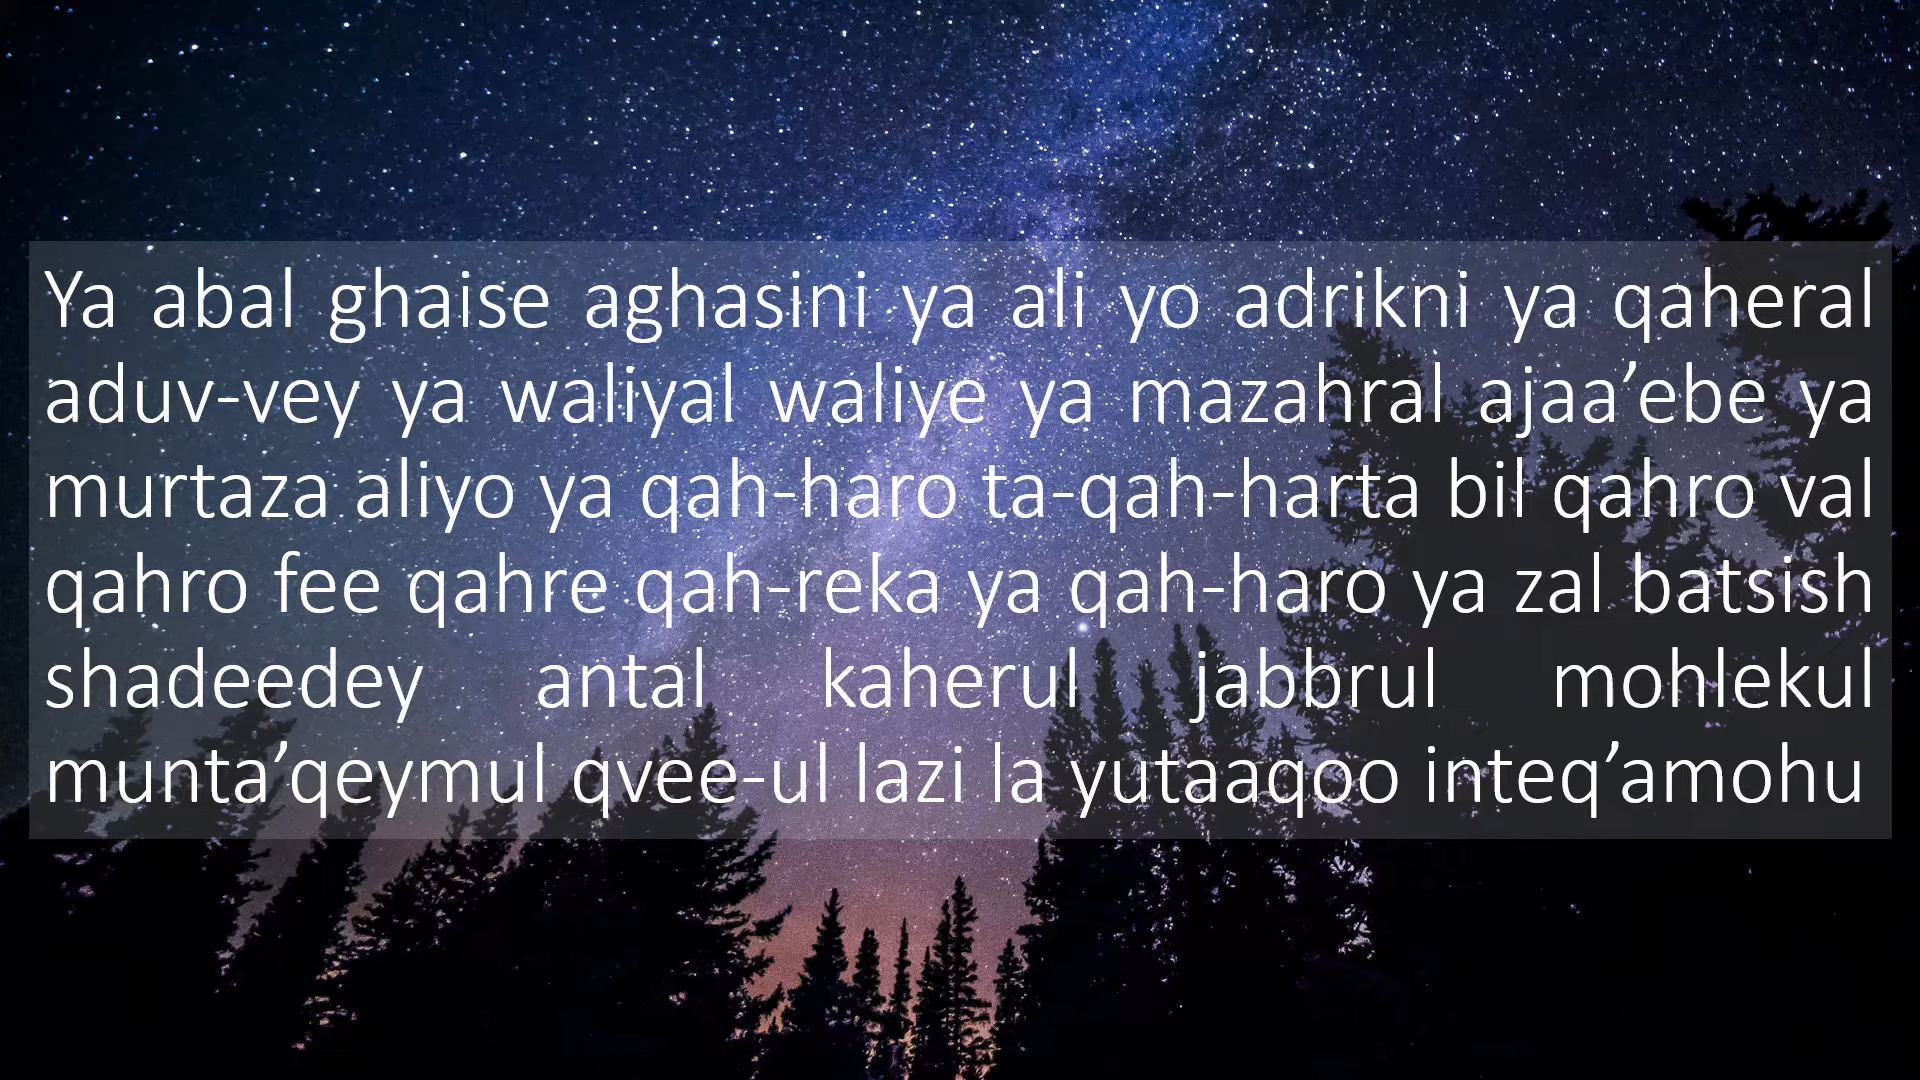 Ya abal ghaise aghasini ya ali yo adrikni ya qaheral
aduv-vey ya waliyal waliye ya mazahral ajaa’ebe ya
murtaza aliyo ya qah-haro ta-qah-harta bil qahro val
qahro fee qahre qah-reka ya qah-haro ya zal batsish
shadeedey antal kaherul jabbrul mohlekul
munta’qeymul qvee-ul lazi la yutaaqoo inteq’amohu